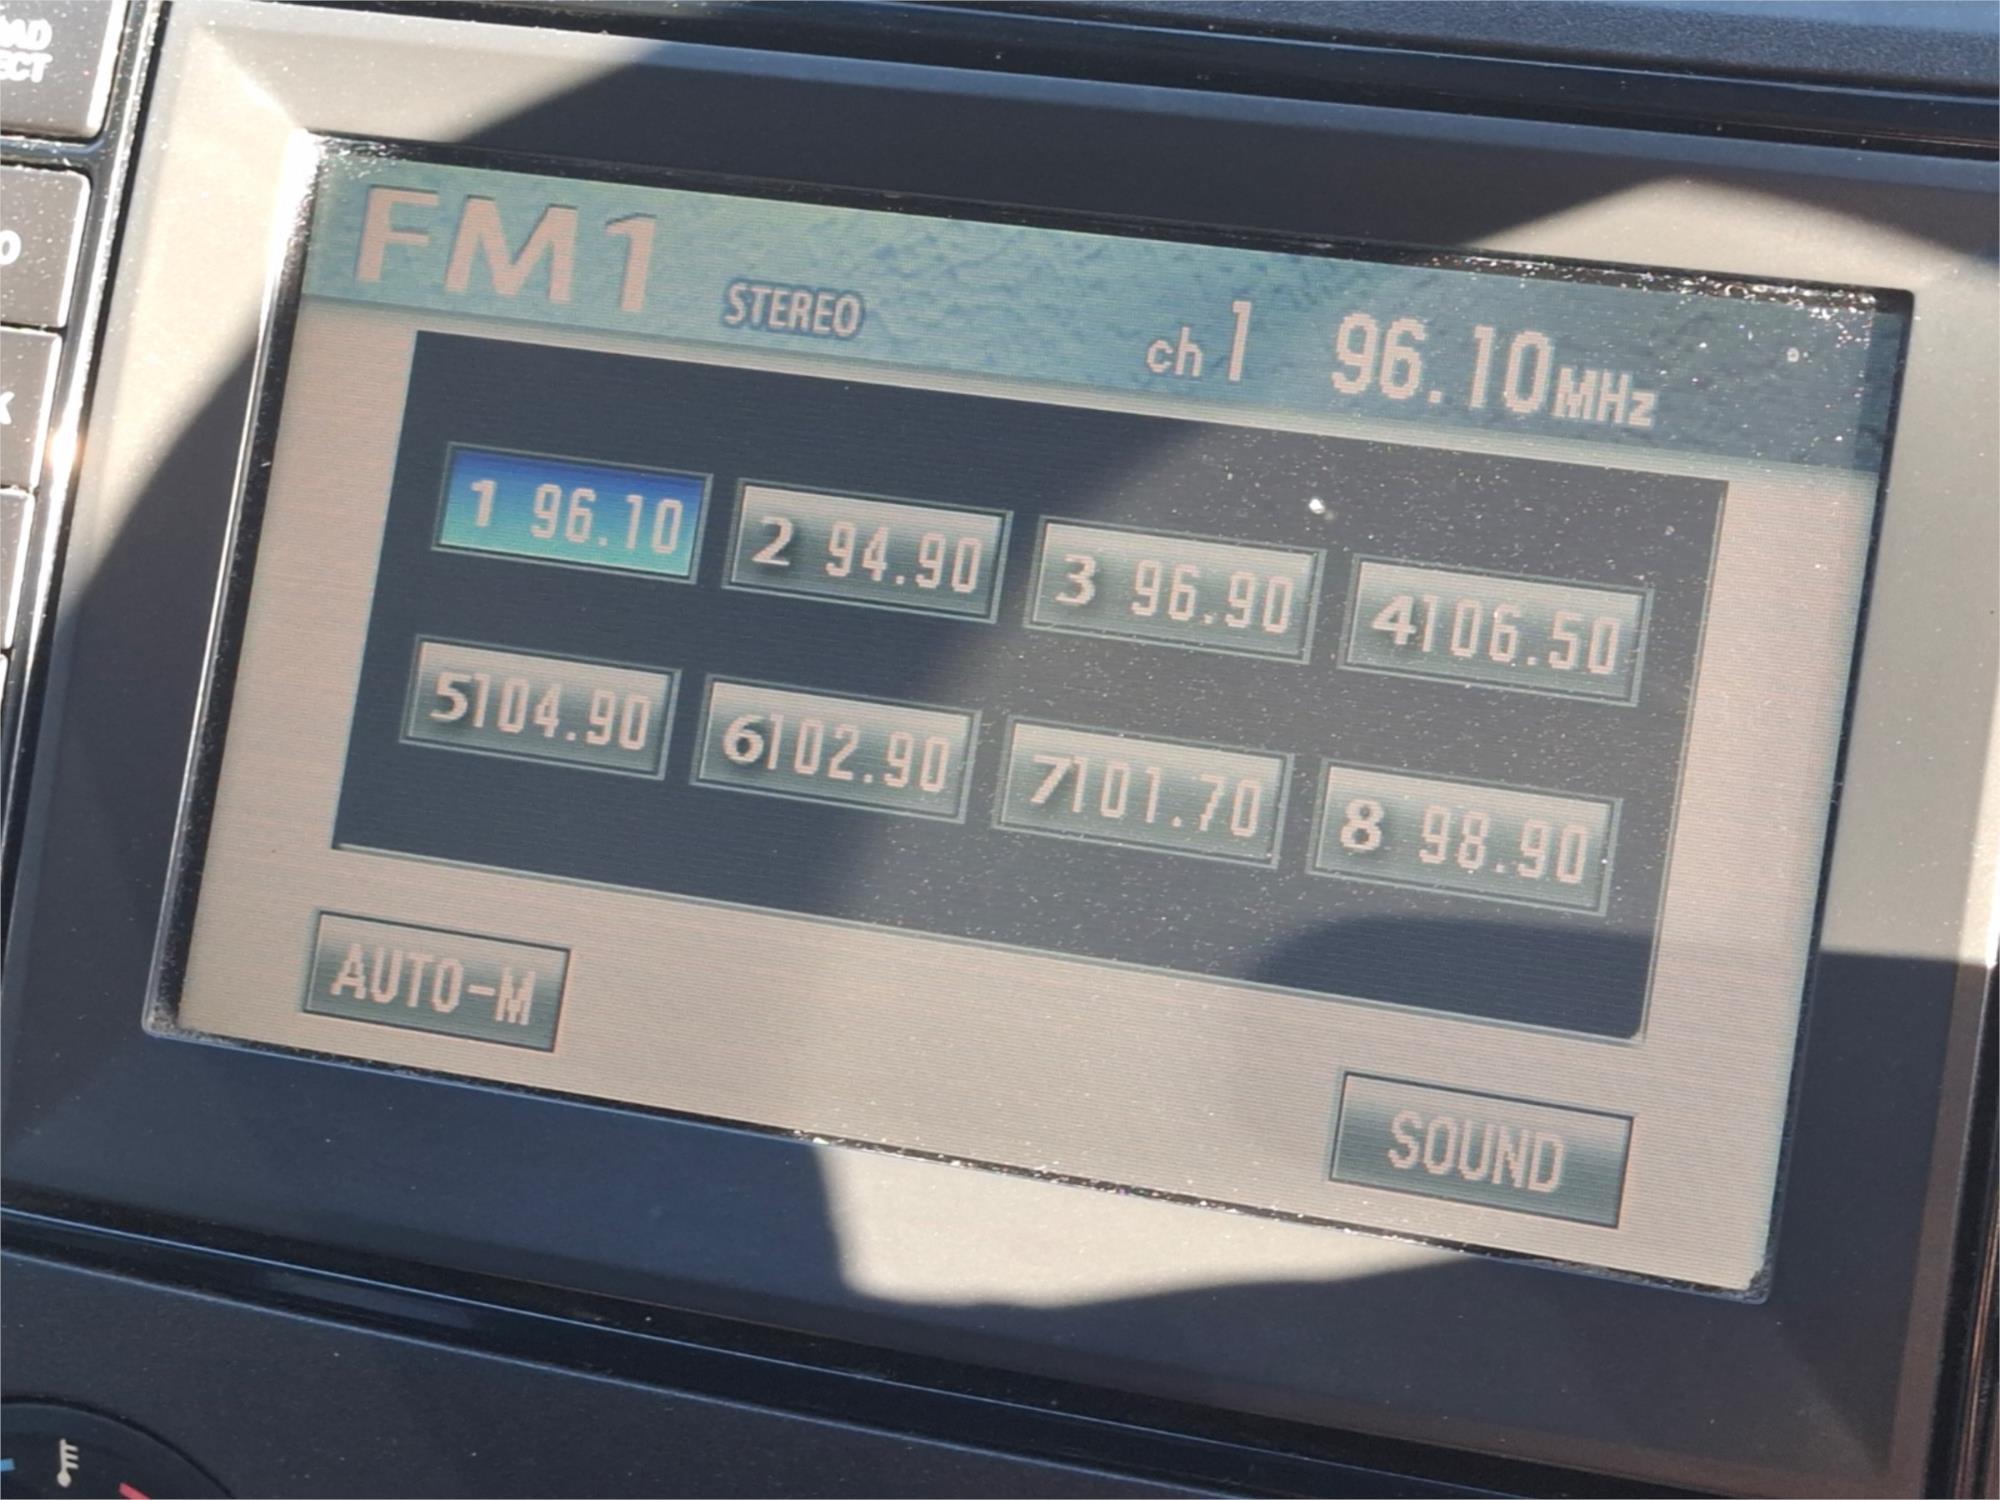 FM1 STEREO ch 1 96.10MHz
1 96.10 2 94.90 3 96.90 4 106.50
5 104.90 6 102.90 7 101.70 8 98.90
AUTO-M
SOUND